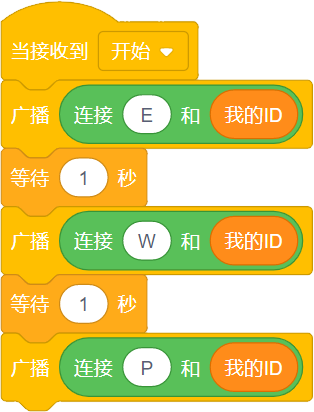 当接收到 开始
广播 连接 E 和 我的ID
等待 1 秒
广播 连接 W 和 我的ID
等待 1 秒
广播 连接 P 和 我的ID